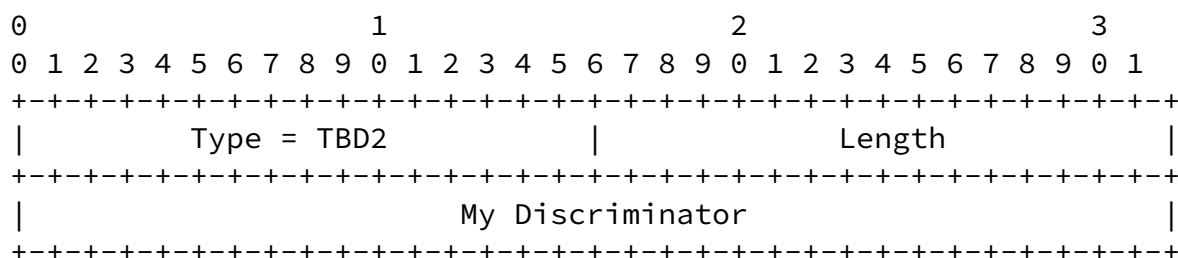 0                   1                   2                   3
0 1 2 3 4 5 6 7 8 9 0 1 2 3 4 5 6 7 8 9 0 1 2 3 4 5 6 7 8 9 0 1
+-+-+-+-+-+-+-+-+-+-+-+-+-+-+-+-+-+-+-+-+-+-+-+-+-+-+-+-+-+-+-+-+
|         Type = TBD2           |             Length            |
+-+-+-+-+-+-+-+-+-+-+-+-+-+-+-+-+-+-+-+-+-+-+-+-+-+-+-+-+-+-+-+-+
|                        My Discriminator                       |
+-+-+-+-+-+-+-+-+-+-+-+-+-+-+-+-+-+-+-+-+-+-+-+-+-+-+-+-+-+-+-+-+